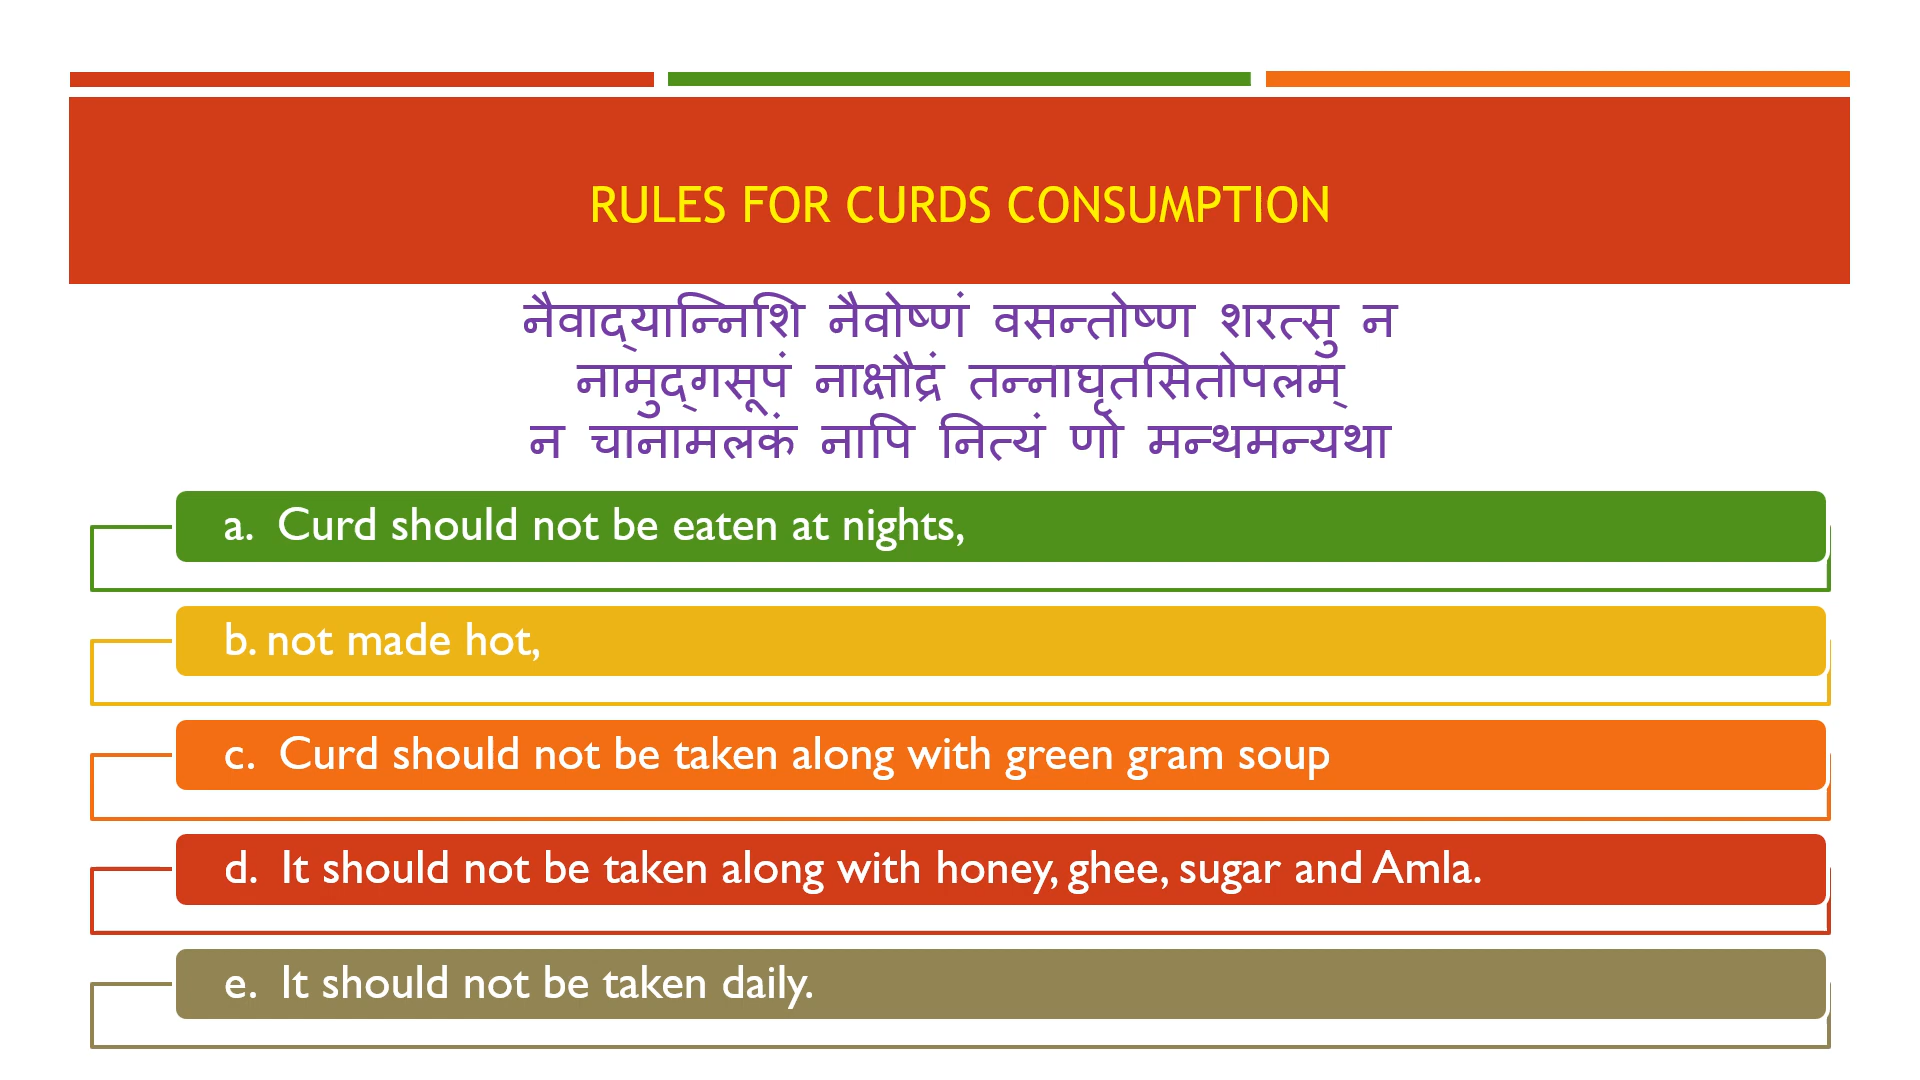 RULES FOR CURDS CONSUMPTION
नैवाद्यान्निशि नैवोष्णं वसन्तोष्ण शरत्सु न
नामुद्गसूपं नाक्षौद्रं तन्नाघृतसितोपलम्
न चानामलकं नापि नित्यं णो मन्थमन्यथा
a. Curd should not be eaten at nights,
b. not made hot,
c. Curd should not be taken along with green gram soup
d. It should not be taken along with honey, ghee, sugar and Amla.
e. It should not be taken daily.